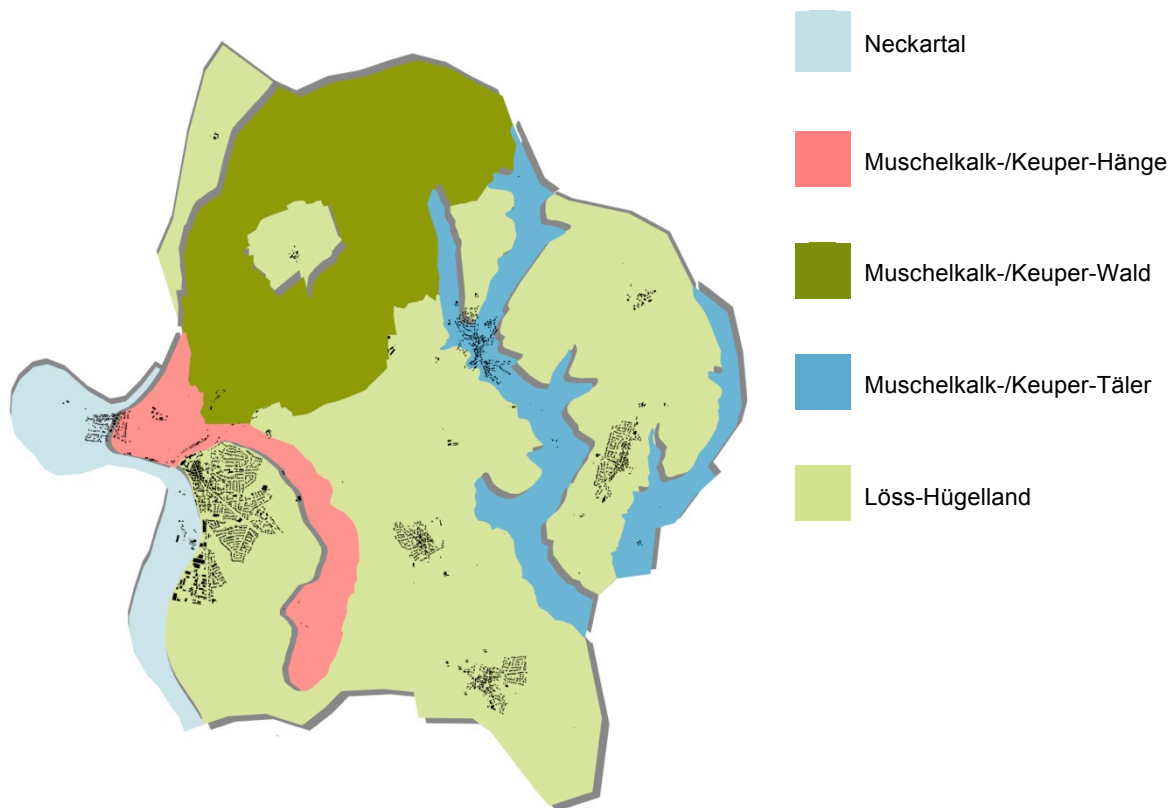 Neckartal
Muschelkalk-/Keuper-Hänge
Muschelkalk-/Keuper-Wald
Muschelkalk-/Keuper-Täler
Löss-Hügelland